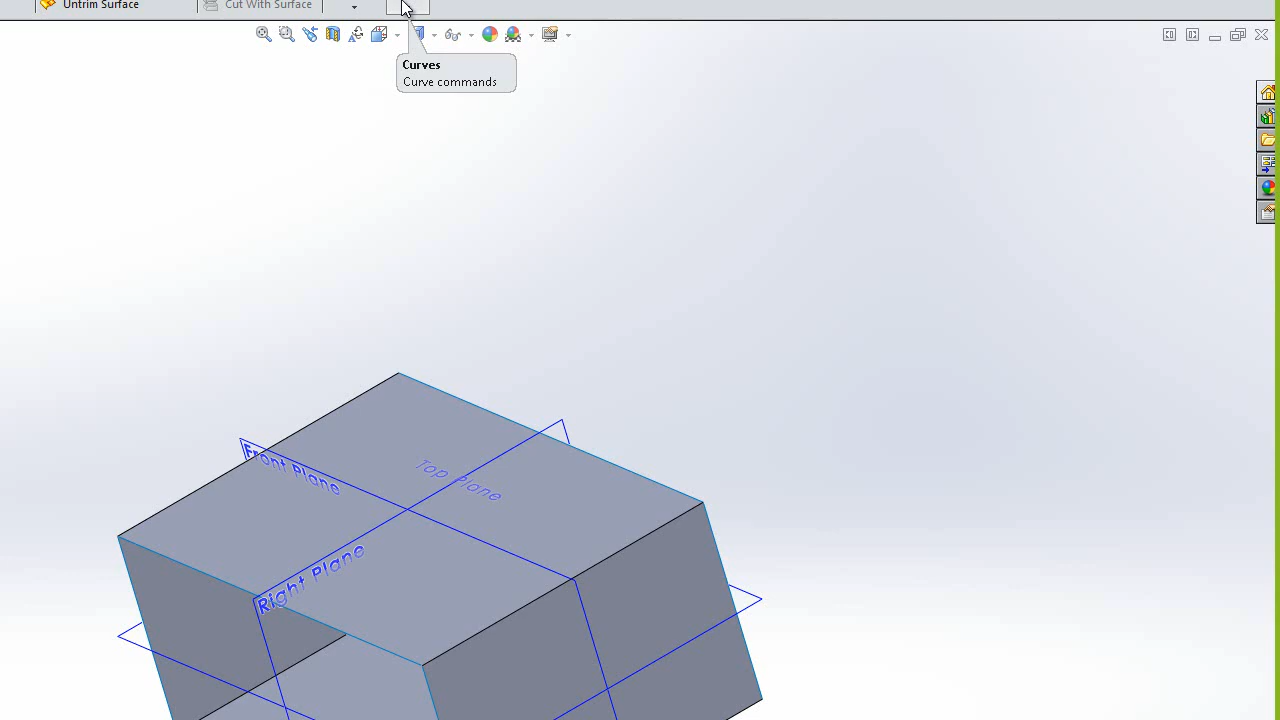 Untrim Surface
Cut With Surface
Curves
Curve commands
Front Plane
Top Plane
Right Plane